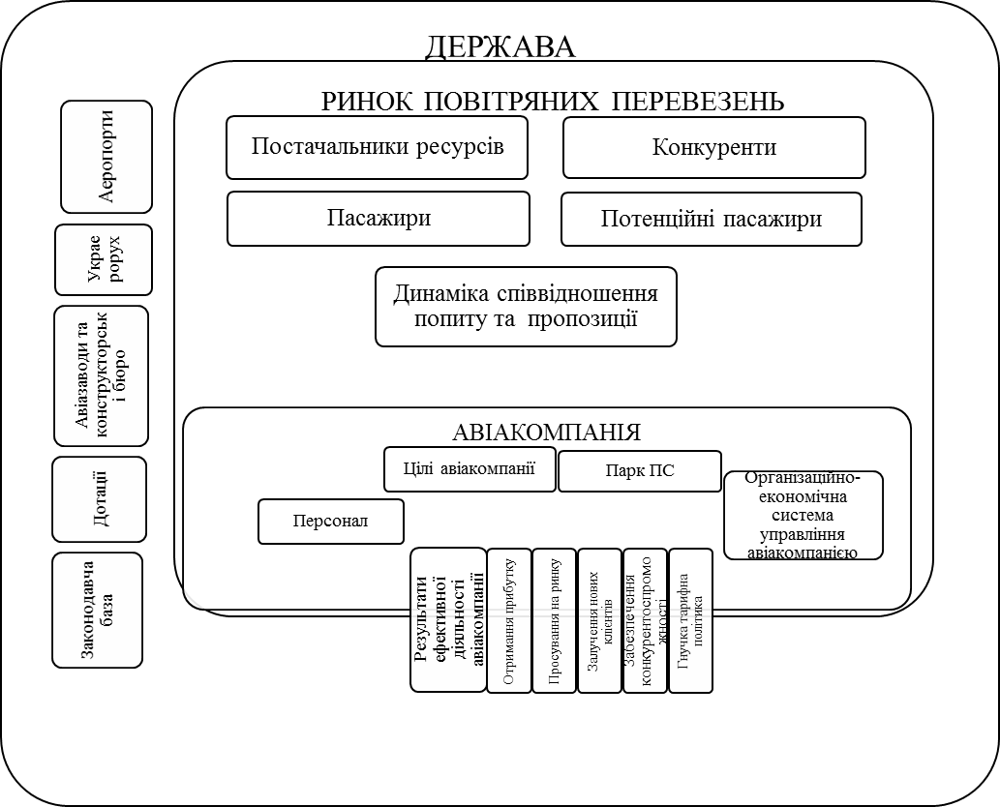 ДЕРЖАВА
РИНОК ПОВІТРЯНИХ ПЕРЕВЕЗЕНЬ
Постачальники ресурсів
Конкуренти
Пасажири
Потенційні пасажири
Динаміка співвідношення
попиту та пропозиції
Аеропорти
Украе
рорух
Авіазаводи та
конструкторськ
і бюро
Дотації
Законодавча
база
АВІАКОМПАНІЯ
Цілі авіакомпанії
Парк ПС
Персонал
Організаційно-
економічна
система
управління
авіакомпанією
Результати
ефективної
діяльності
авіакомпанії
Отримання прибутку
Просування на ринку
Залучення нових
клієнтів
Забезпечення
конкурентоспромо
жності
Гнучка тарифна
політика